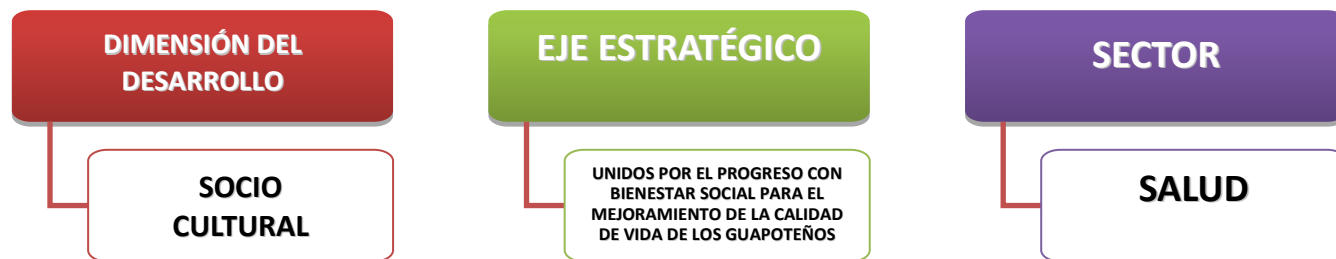 DIMENSIÓN DEL
DESARROLLO
SOCIO
CULTURAL
EJE ESTRATÉGICO
UNIDOS POR EL PROGRESO CON
BIENESTAR SOCIAL PARA EL
MEJORAMIENTO DE LA CALIDAD
DE VIDA DE LOS GUAPOTEÑOS
SECTOR
SALUD